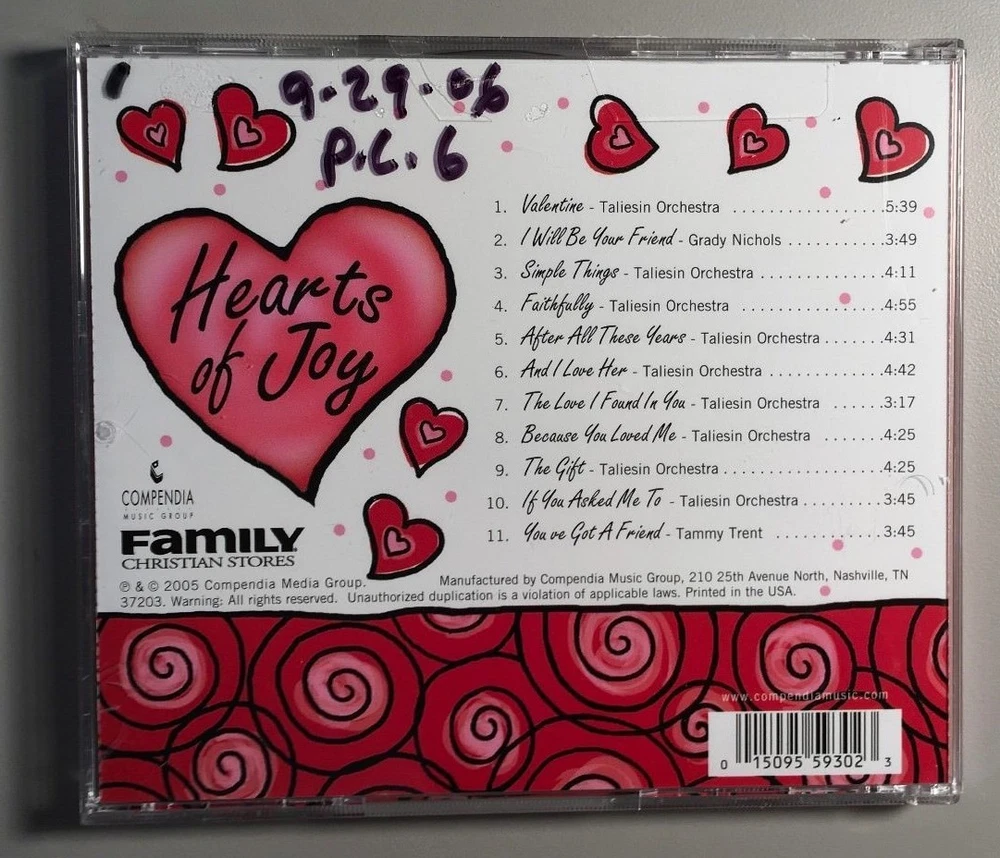 9-29-06
P.C. 6
Hearts
of Joy
1. Valentine - Taliesin Orchestra ..................5:39
2. I Will Be Your Friend - Grady Nichols ...........3:49
3. Simple Things - Taliesin Orchestra ..............4:11
4. Faithfully - Taliesin Orchestra .................4:55
5. After All These Years - Taliesin Orchestra ......4:31
6. And I Love Her - Taliesin Orchestra .............4:42
7. The Love I Found In You - Taliesin Orchestra ......3:17
8. Because You Loved Me - Taliesin Orchestra .......4:25
9. The Gift - Taliesin Orchestra ...................4:25
10. If You Asked Me To - Taliesin Orchestra .........3:45
11. You've Got A Friend - Tammy Trent ............3:45
COMPENDIA
MUSIC GROUP
FAMILY
CHRISTIAN STORES
℗ & © 2005 Compendia Media Group. Manufactured by Compendia Music Group, 210 25th Avenue North, Nashville, TN
37203. Warning: All rights reserved. Unauthorized duplication is a violation of applicable laws. Printed in the USA.
www.compendiamusic.com
0 15095 59302 3